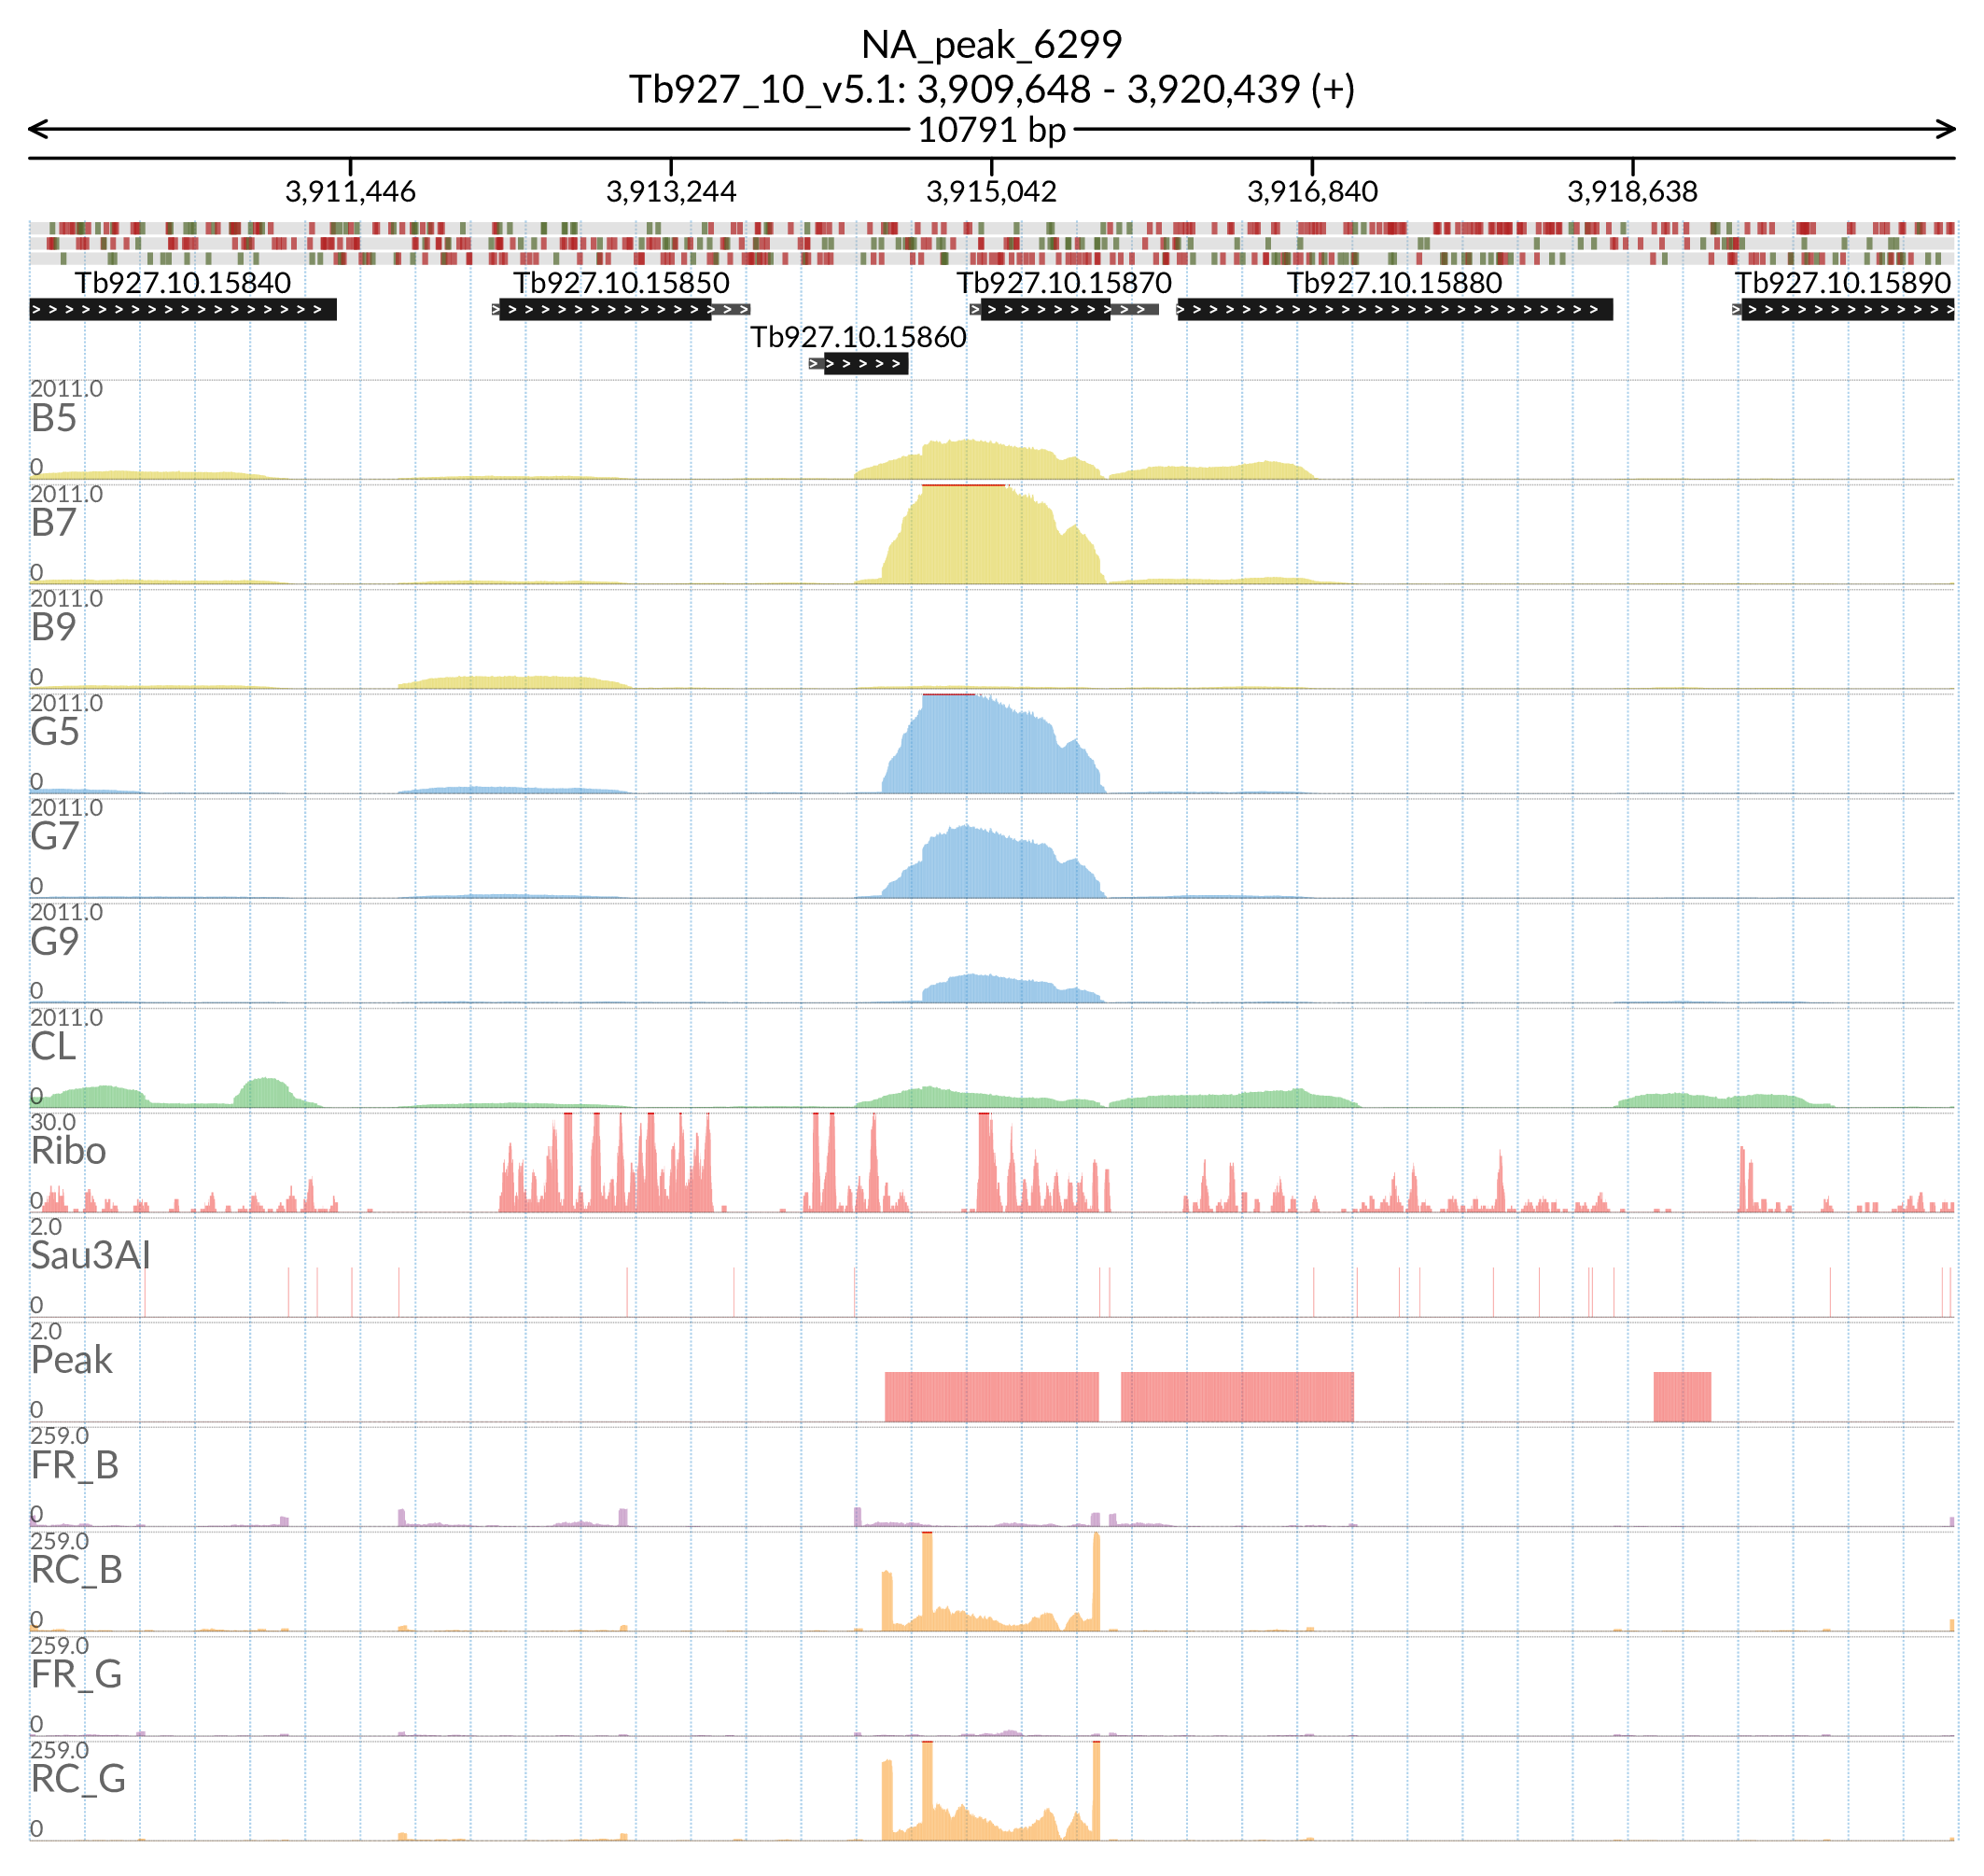 NA_peak_6299
Tb927_10_v5.1: 3,909,648 - 3,920,439 (+)
10791 bp
3,911,446 3,913,244 3,915,042 3,916,840 3,918,638
Tb927.10.15840 Tb927.10.15850 Tb927.10.15870 Tb927.10.15880 Tb927.10.15890
Tb927.10.15860
2011.0
B5
0
2011.0
B7
0
2011.0
B9
0
2011.0
G5
0
2011.0
G7
0
2011.0
G9
0
2011.0
CL
0
30.0
Ribo
0
2.0
Sau3AI
0
2.0
Peak
0
259.0
FR_B
0
259.0
RC_B
0
259.0
FR_G
0
259.0
RC_G
0